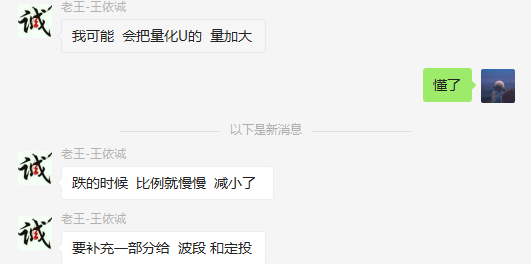 诚
老王-王依诚
我可能 会把量化U的 量加大
懂了
以下是新消息
诚
老王-王依诚
跌的时候 比例就慢慢 减小了
诚
老王-王依诚
要补充一部分给 波段 和定投